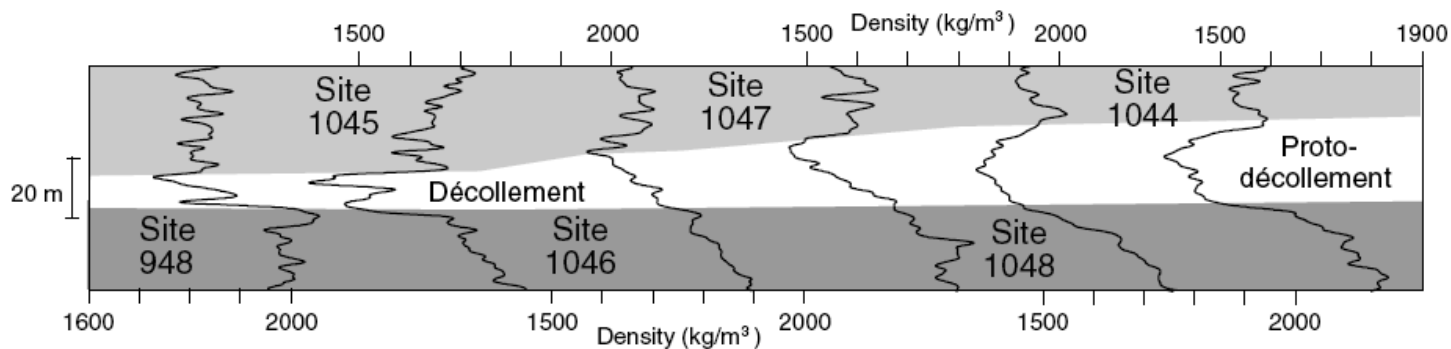 Density (kg/m³)
1500 2000 1500 2000 1500 1900
Site
1045
Site
1047
Site
1044
Proto-
décollement
20 m
Décollement
Site
948
Site
1046
Site
1048
1600 2000 1500 2000 1500 2000
Density (kg/m³)